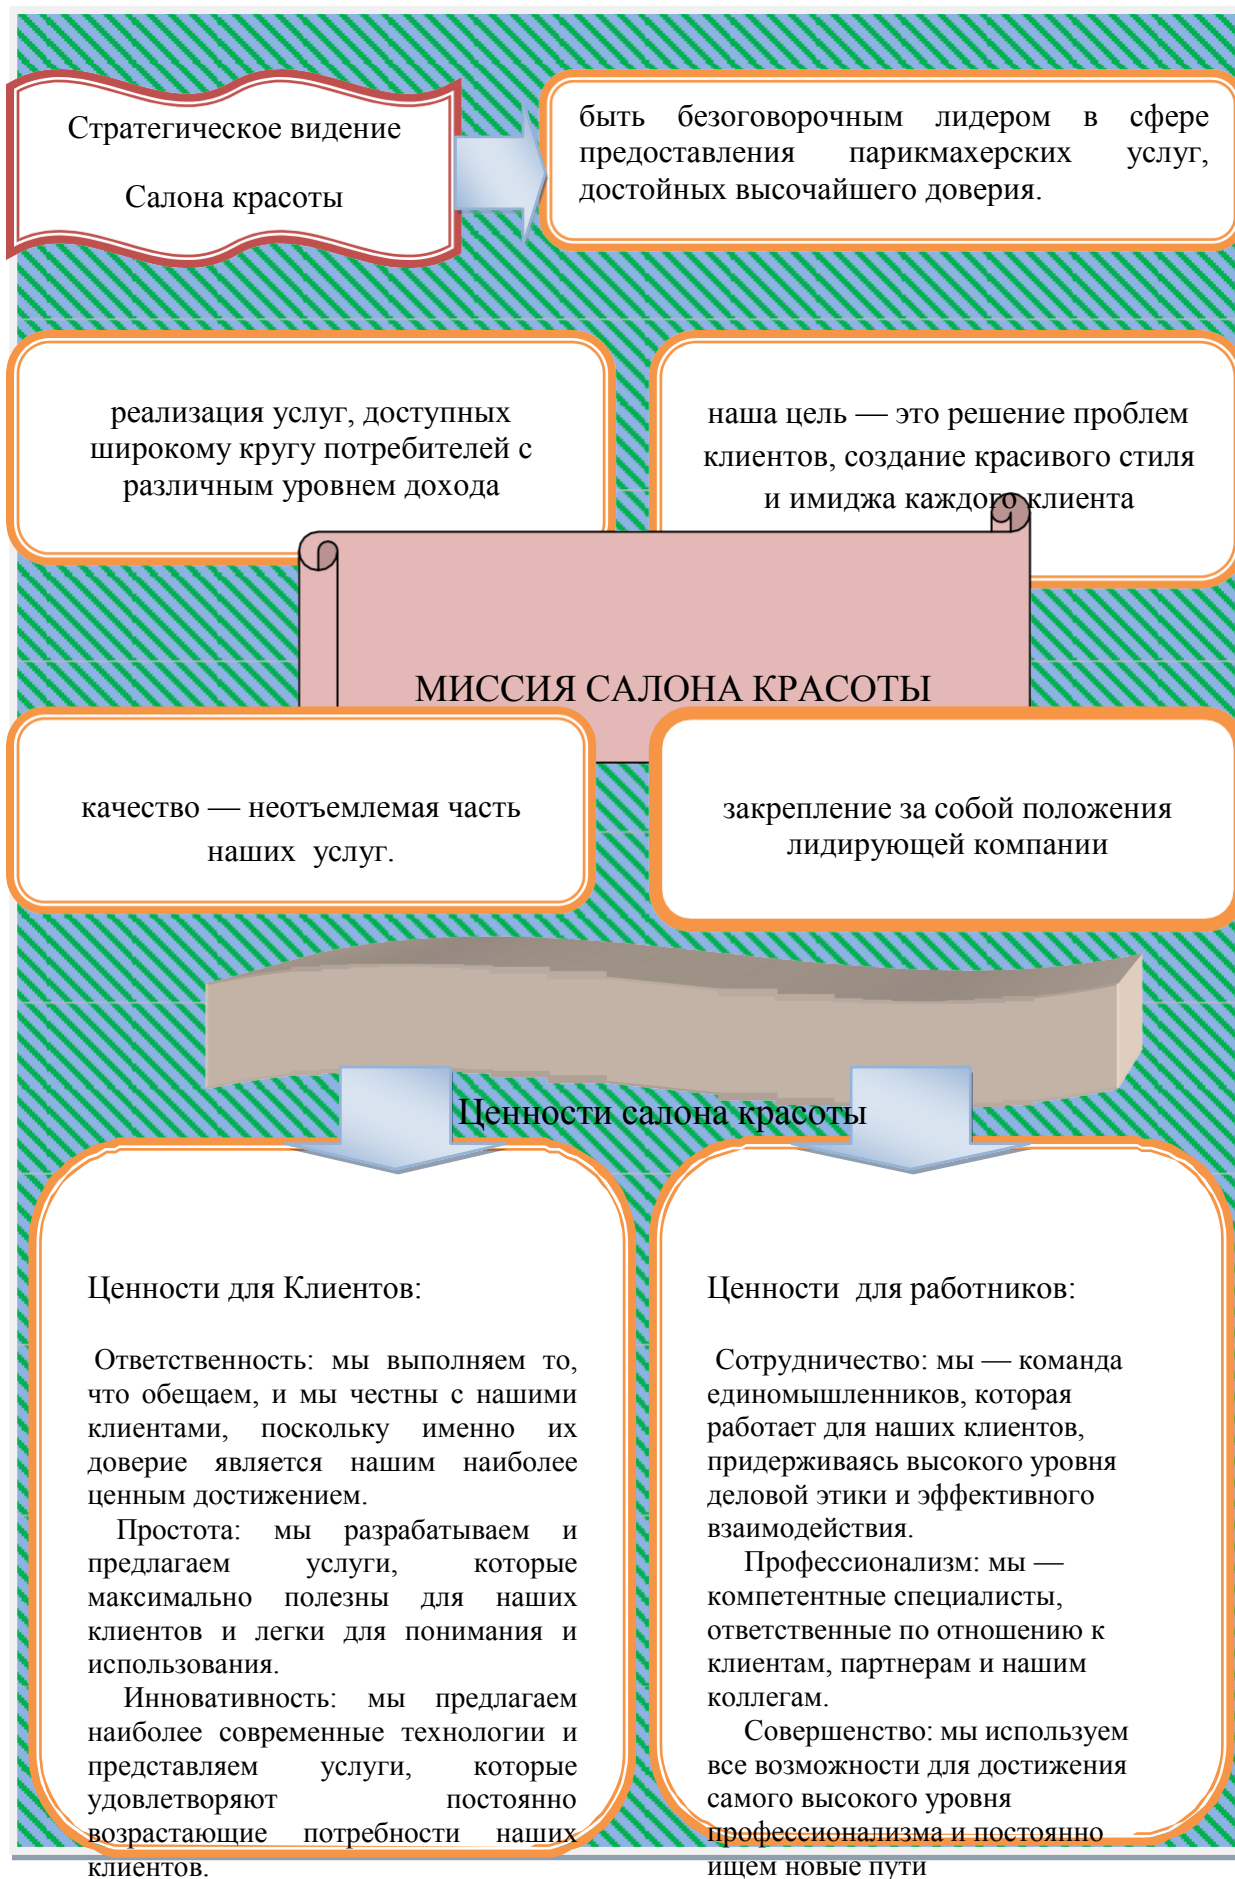 Стратегическое видение
Салона красоты
быть безоговорочным лидером в сфере
предоставления парикмахерских услуг,
достойных высочайшего доверия.
реализация услуг, доступных
широкому кругу потребителей с
различным уровнем дохода
наша цель — это решение проблем
клиентов, создание красивого стиля
и имиджа каждого клиента
МИССИЯ САЛОНА КРАСОТЫ
качество — неотъемлемая часть
наших услуг.
закрепление за собой положения
лидирующей компании
Ценности салона красоты
Ценности для Клиентов:
Ответственность: мы выполняем то,
что обещаем, и мы честны с нашими
клиентами, поскольку именно их
доверие является нашим наиболее
ценным достижением.
Простота: мы разрабатываем и
предлагаем услуги, которые
максимально полезны для наших
клиентов и легки для понимания и
использования.
Инновативность: мы предлагаем
наиболее современные технологии и
представляем услуги, которые
удовлетворяют постоянно
возрастающие потребности наших
клиентов.
Ценности для работников:
Сотрудничество: мы — команда
единомышленников, которая
работает для наших клиентов,
придерживаясь высокого уровня
деловой этики и эффективного
взаимодействия.
Профессионализм: мы —
компетентные специалисты,
ответственные по отношению к
клиентам, партнерам и нашим
коллегам.
Совершенство: мы используем
все возможности для достижения
самого высокого уровня
профессионализма и постоянно
ищем новые пути